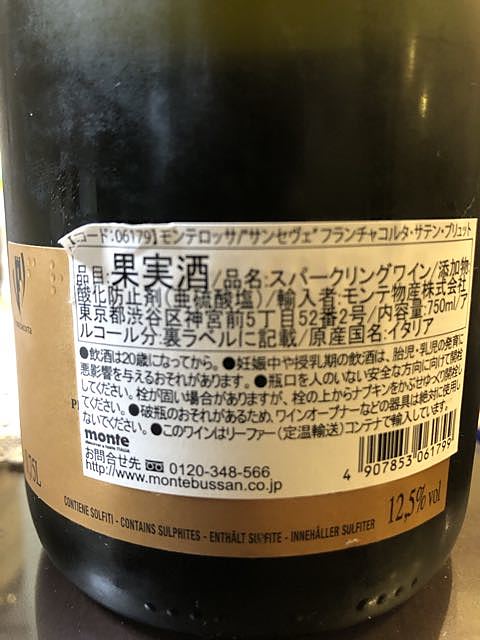 コード:06179】モンテロッサ/"サンセヴェ" フランチャコルタ・サテン・ブリュット
品目:果実酒/品名:スパークリングワイン/添加物:
酸化防止剤(亜硫酸塩)/輸入者:モンテ物産株式会社
東京都渋谷区神宮前5丁目52番2号/内容量:750ml/ア
ルコール分:裏ラベルに記載/原産国名:イタリア
●飲酒は20歳になってから。●妊娠中や授乳期の飲酒は、胎児・乳児の発育に
悪影響を与えるおそれがあります。●瓶口を人のいない安全な方向に向けて開栓
してください。栓が固い場合がありますが、栓の上からナプキンをかぶせゆっくり開栓し
てください。●破瓶のおそれがあるため、ワインオープナーなどの器具は絶対に使用し
ないでください。●このワインはリーファー(定温輸送)コンテナで輸入しています。
monte
お問合せ先 0120-348-566
http://www.montebussan.co.jp
4 907853 061799
CONTIENE SOLFITI - CONTAINS SULPHITES - ENTHÄLT SULFITE - INNEHÅLLER SULFITER
12,5% vol